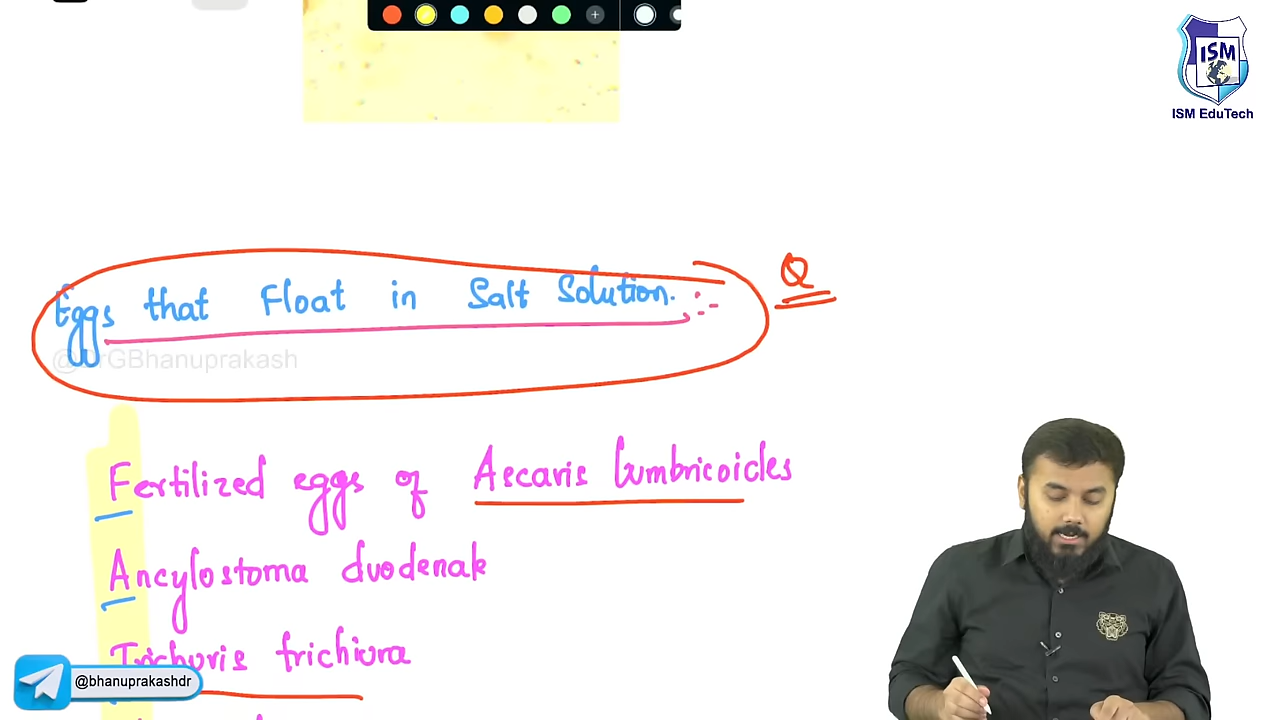 ISM
ISM EduTech
Eggs that Float in Salt Solution. :-
Q
@DrGBhanuprakash
Fertilized eggs of Ascaris lumbricoides
Ancylostoma duodenale
Trichuris trichiura
@bhanuprakashdr